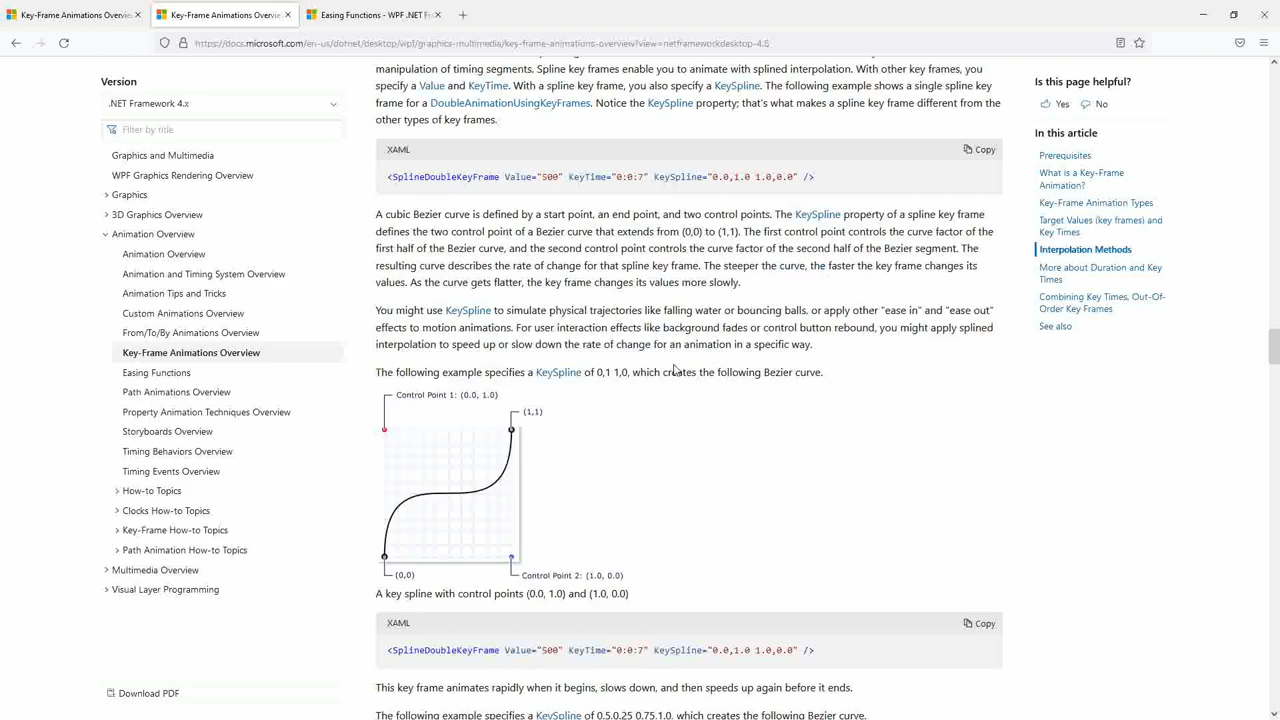 Key-Frame Animations Overvie
Key-Frame Animations Overvie
Easing Functions - WPF .NET F
https://docs.microsoft.com/en-us/dotnet/desktop/wpf/graphics-multimedia/key-frame-animations-overview?view=netframeworkdesktop-4.8
Version
.NET Framework 4.x
Filter by title
Graphics and Multimedia
WPF Graphics Rendering Overview
Graphics
3D Graphics Overview
Animation Overview
Animation Overview
Animation and Timing System Overview
Animation Tips and Tricks
Custom Animations Overview
From/To/By Animations Overview
Key-Frame Animations Overview
Easing Functions
Path Animations Overview
Property Animation Techniques Overview
Storyboards Overview
Timing Behaviors Overview
Timing Events Overview
How-to Topics
Clocks How-to Topics
Key-Frame How-to Topics
Path Animation How-to Topics
Multimedia Overview
Visual Layer Programming
Download PDF
manipulation of timing segments. Spline key frames enable you to animate with splined interpolation. With other key frames, you
specify a Value and KeyTime. With a spline key frame, you also specify a KeySpline. The following example shows a single spline key
frame for a DoubleAnimationUsingKeyFrames. Notice the KeySpline property; that's what makes a spline key frame different from the
other types of key frames.
XAML
Copy
<SplineDoubleKeyFrame Value="500" KeyTime="0:0:7" KeySpline="0.0,1.0 1.0,0.0" />
A cubic Bezier curve is defined by a start point, an end point, and two control points. The KeySpline property of a spline key frame
defines the two control point of a Bezier curve that extends from (0,0) to (1,1). The first control point controls the curve factor of the
first half of the Bezier curve, and the second control point controls the curve factor of the second half of the Bezier segment. The
resulting curve describes the rate of change for that spline key frame. The steeper the curve, the faster the key frame changes its
values. As the curve gets flatter, the key frame changes its values more slowly.
You might use KeySpline to simulate physical trajectories like falling water or bouncing balls, or apply other "ease in" and "ease out"
effects to motion animations. For user interaction effects like background fades or control button rebound, you might apply splined
interpolation to speed up or slow down the rate of change for an animation in a specific way.
The following example specifies a KeySpline of 0,1 1,0, which creates the following Bezier curve.
Control Point 1: (0.0, 1.0)
(1,1)
(0,0)
Control Point 2: (1.0, 0.0)
A key spline with control points (0.0, 1.0) and (1.0, 0.0)
XAML
Copy
<SplineDoubleKeyFrame Value="500" KeyTime="0:0:7" KeySpline="0.0,1.0 1.0,0.0" />
This key frame animates rapidly when it begins, slows down, and then speeds up again before it ends.
The following example specifies a KeySpline of 0.5,0.25 0.75,1.0, which creates the following Bezier curve.
Is this page helpful?
Yes
No
In this article
Prerequisites
What is a Key-Frame
Animation?
Key-Frame Animation Types
Target Values (key frames) and
Key Times
Interpolation Methods
More about Duration and Key
Times
Combining Key Times, Out-Of-
Order Key Frames
See also